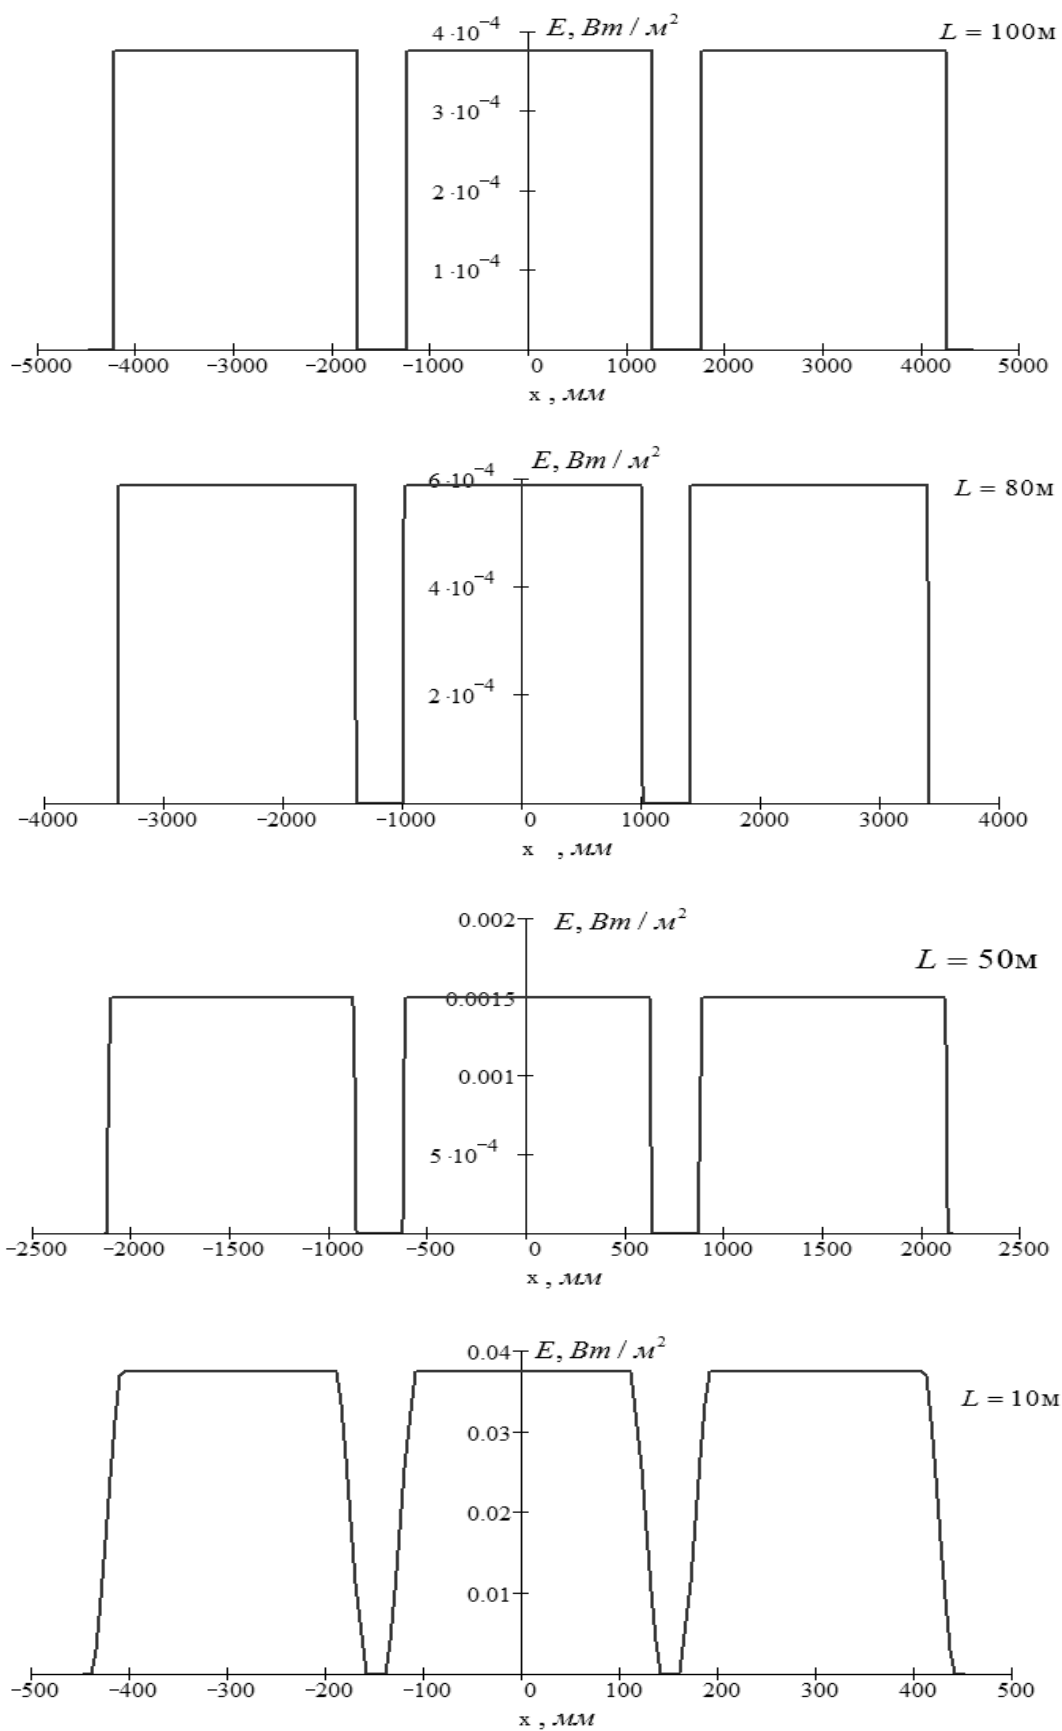 4·10⁻⁴ E, Вт / м² L = 100м
3·10⁻⁴
2·10⁻⁴
1·10⁻⁴
−5000 −4000 −3000 −2000 −1000 0 1000 2000 3000 4000 5000
x , мм
E, Вт / м²
6·10⁻⁴ L = 80м
4·10⁻⁴
2·10⁻⁴
−4000 −3000 −2000 −1000 0 1000 2000 3000 4000
x , мм
0.002 E, Вт / м²
L = 50м
0.0015
0.001
5·10⁻⁴
−2500 −2000 −1500 −1000 −500 0 500 1000 1500 2000 2500
x , мм
0.04 E, Вт / м²
L = 10м
0.03
0.02
0.01
−500 −400 −300 −200 −100 0 100 200 300 400 500
x , мм